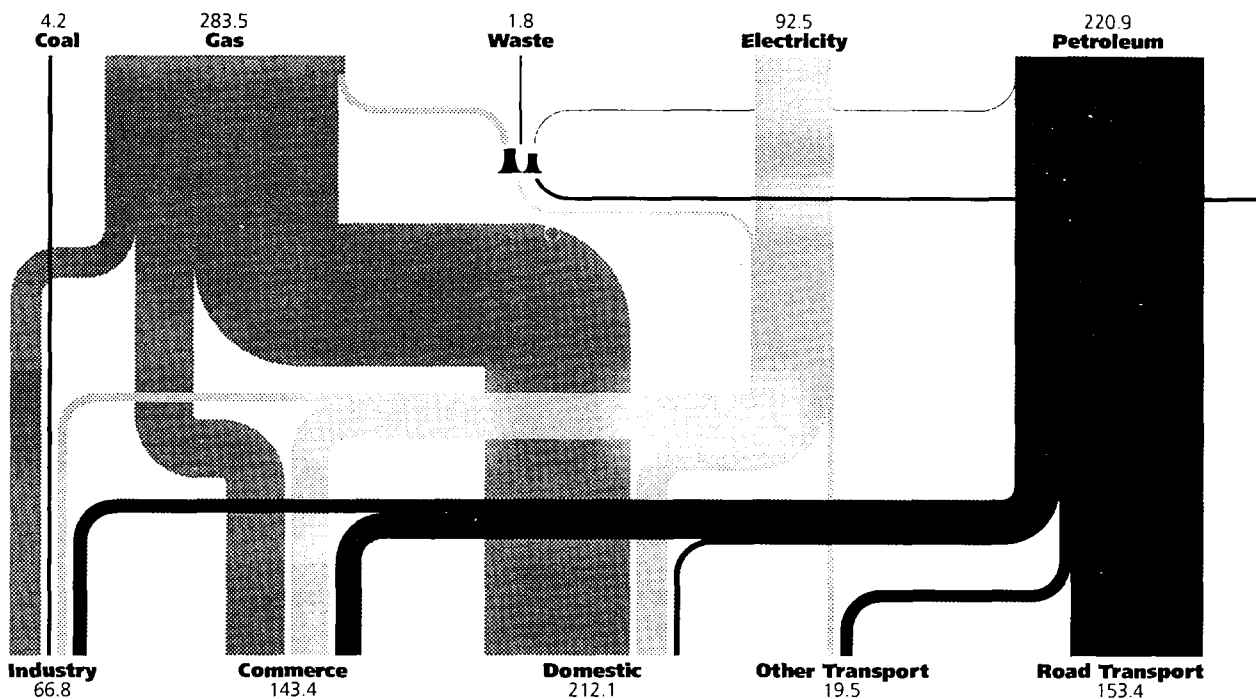 4.2 283.5 1.8 92.5 220.9
Coal Gas Waste Electricity Petroleum
Industry Commerce Domestic Other Transport Road Transport
66.8 143.4 212.1 19.5 153.4